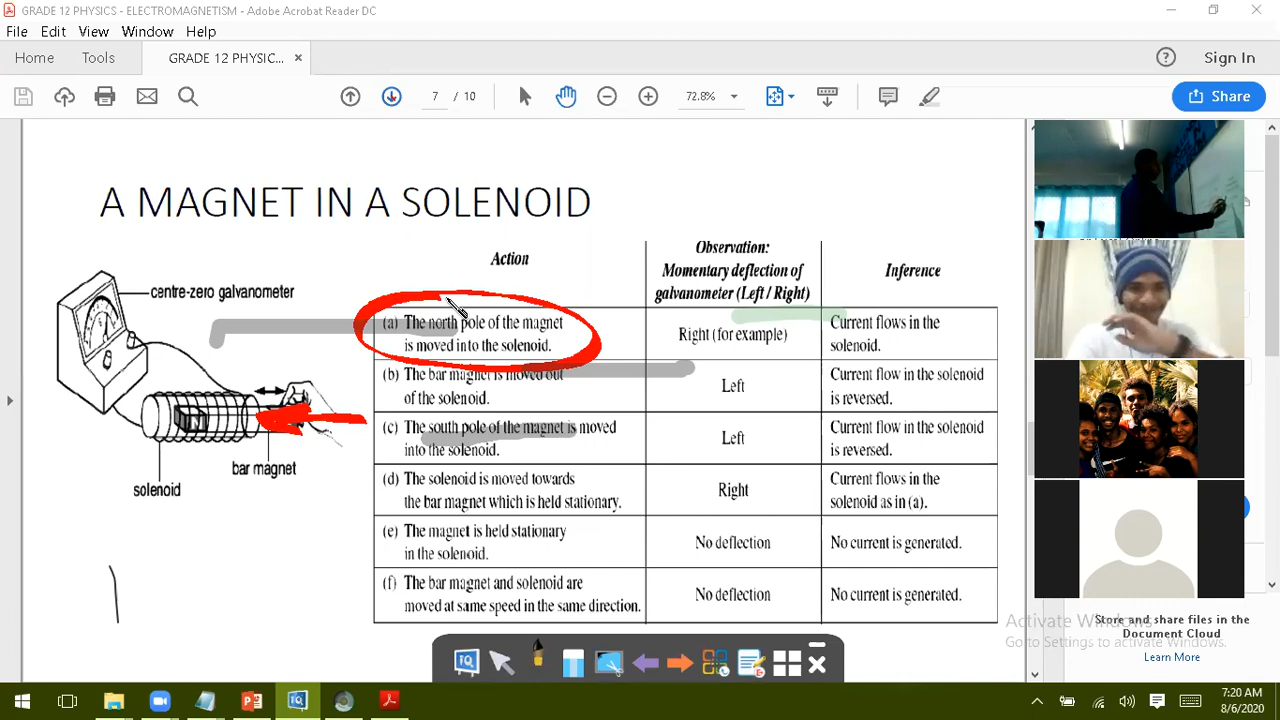 GRADE 12 PHYSICS - ELECTROMAGNETISM - Adobe Acrobat Reader DC
File Edit View Window Help
Home Tools GRADE 12 PHYSIC... × Sign In
7 / 10 72.8% Share
A MAGNET IN A SOLENOID
centre-zero galvanometer
bar magnet
solenoid
Action
Observation:
Momentary deflection of
galvanometer (Left / Right)
Inference
(a) The north pole of the magnet
is moved into the solenoid.
Right (for example)
Current flows in the
solenoid.
(b) The bar magnet is moved out
of the solenoid.
Left
Current flow in the solenoid
is reversed.
(c) The south pole of the magnet is moved
into the solenoid.
Left
Current flow in the solenoid
is reversed.
(d) The solenoid is moved towards
the bar magnet which is held stationary.
Right
Current flows in the
solenoid as in (a).
(e) The magnet is held stationary
in the solenoid.
No deflection
No current is generated.
(f) The bar magnet and solenoid are
moved at same speed in the same direction.
No deflection
No current is generated.
Store and share files in the
Document Cloud
Learn More
Activate Windows
Go to Settings to activate Windows.
7:20 AM
8/6/2020